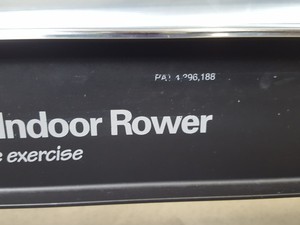 PAT 4,396,188
Indoor Rower
exercise